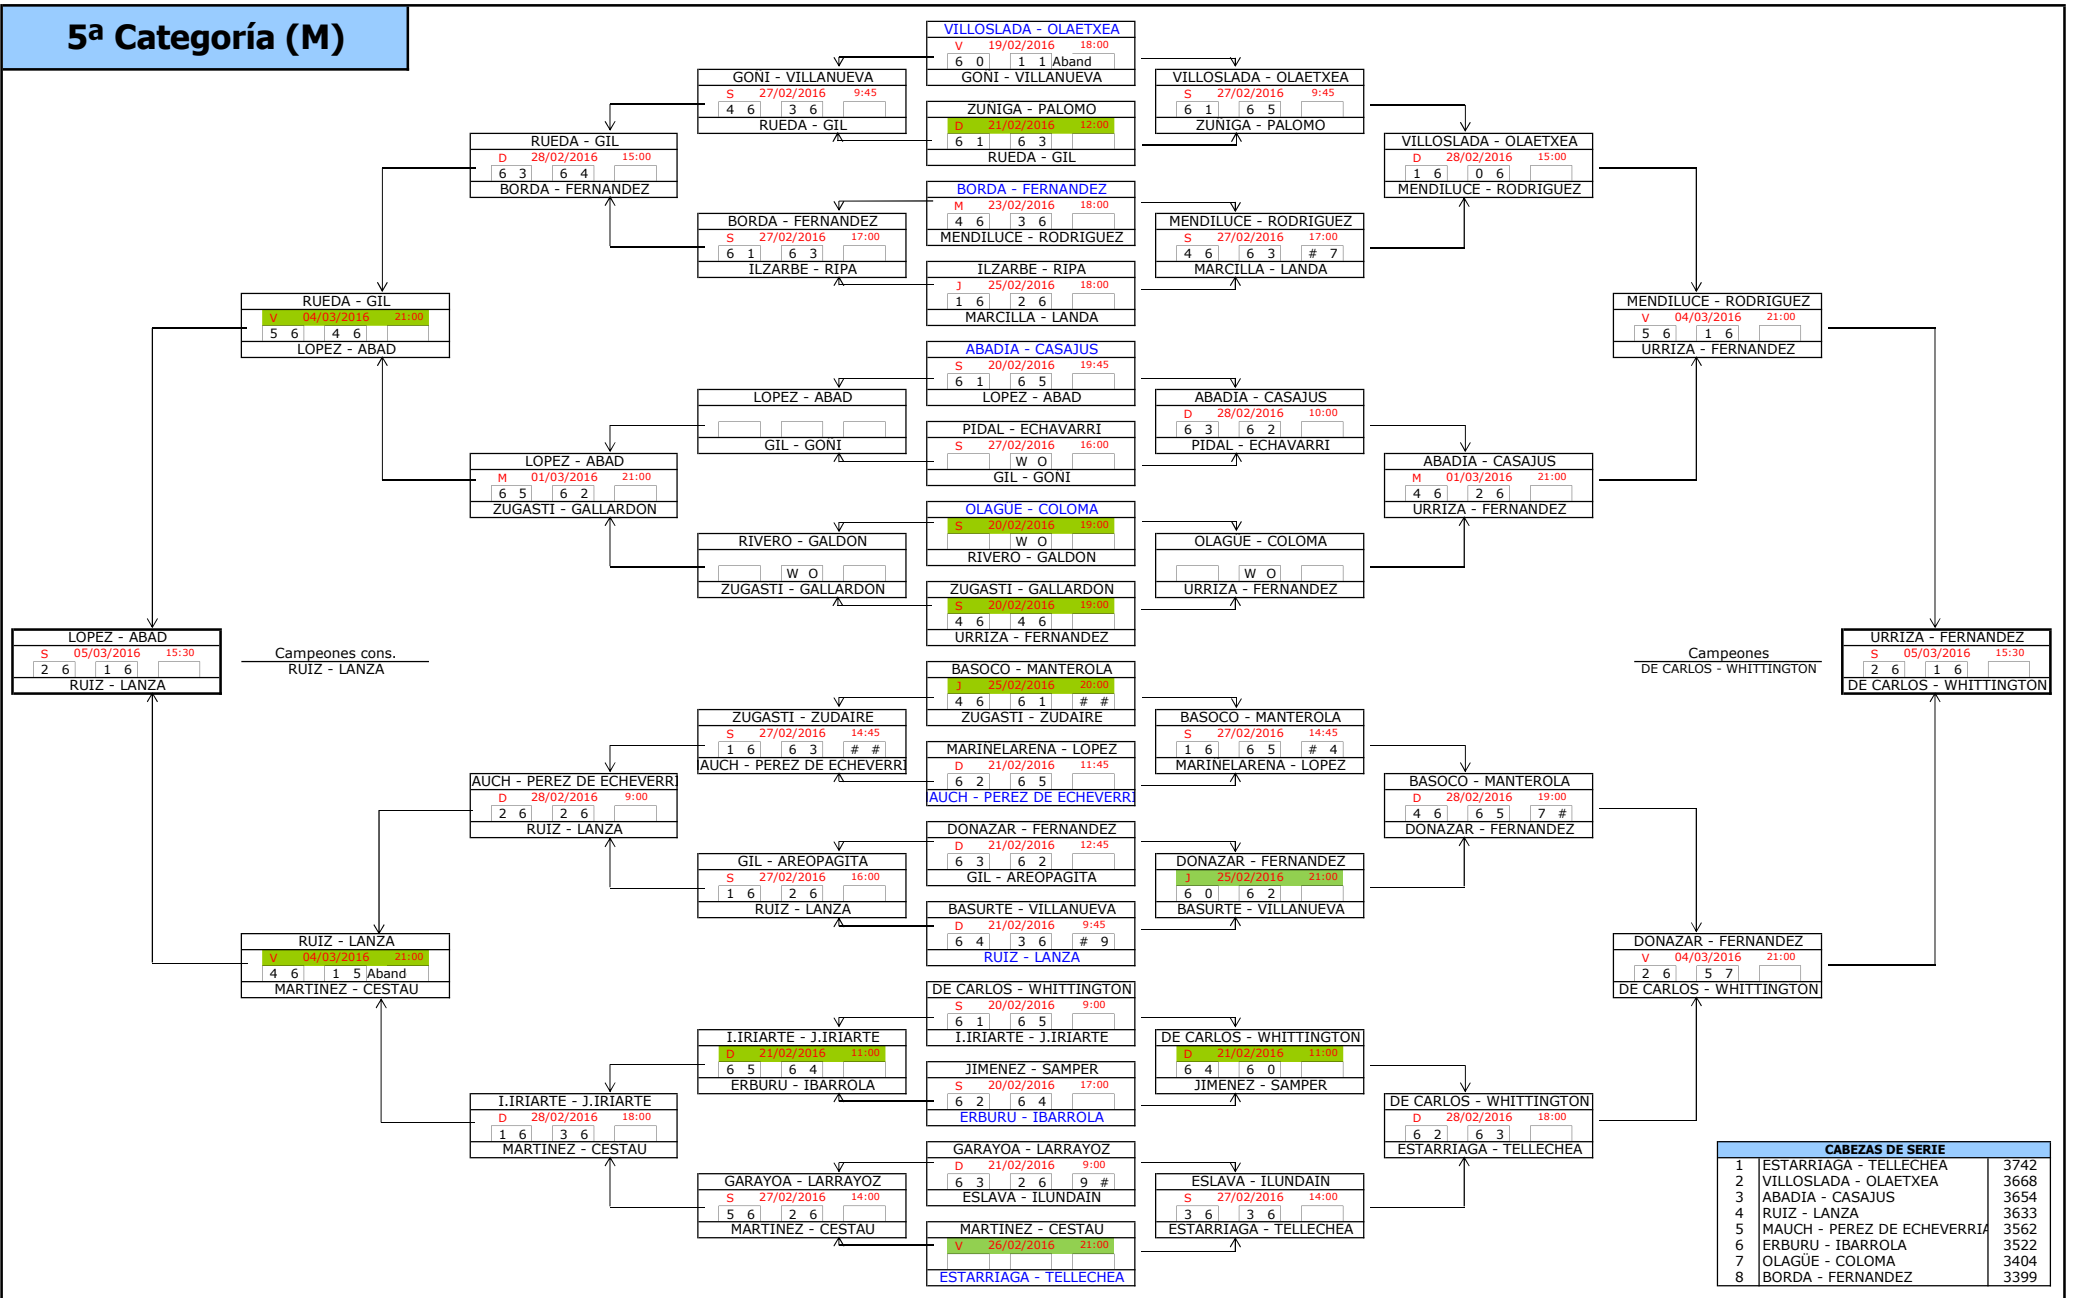 5ª Categoría (M)
VILLOSLADA - OLAETXEA
V 19/02/2016 18:00
6 0 1 1 Aband
GOÑI - VILLANUEVA
ZUÑIGA - PALOMO
D 21/02/2016 12:00
6 1 6 3
RUEDA - GIL
BORDA - FERNANDEZ
M 23/02/2016 18:00
4 6 3 6
MENDILUCE - RODRIGUEZ
ILZARBE - RIPA
J 25/02/2016 18:00
1 6 2 6
MARCILLA - LANDA
ABADIA - CASAJUS
S 20/02/2016 19:45
6 1 6 5
LOPEZ - ABAD
PIDAL - ECHAVARRI
S 27/02/2016 16:00
W O
GIL - GOÑI
OLAGÜE - COLOMA
S 20/02/2016 19:00
W O
RIVERO - GALDON
ZUGASTI - GALLARDON
S 20/02/2016 19:00
4 6 4 6
URRIZA - FERNANDEZ
BASOCO - MANTEROLA
J 25/02/2016 20:00
4 6 6 1 # #
ZUGASTI - ZUDAIRE
MARINELARENA - LOPEZ
D 21/02/2016 11:45
6 2 6 5
AUCH - PEREZ DE ECHEVERRI
DONAZAR - FERNANDEZ
D 21/02/2016 12:45
6 3 6 2
GIL - AREOPAGITA
BASURTE - VILLANUEVA
D 21/02/2016 9:45
6 4 3 6 # 9
RUIZ - LANZA
DE CARLOS - WHITTINGTON
S 20/02/2016 9:00
6 1 6 5
I.IRIARTE - J.IRIARTE
JIMENEZ - SAMPER
S 20/02/2016 17:00
6 2 6 4
ERBURU - IBARROLA
GARAYOA - LARRAYOZ
D 21/02/2016 9:00
6 3 2 6 9 #
ESLAVA - ILUNDAIN
MARTINEZ - CESTAU
V 26/02/2016 21:00
ESTARRIAGA - TELLECHEA
GOÑI - VILLANUEVA
S 27/02/2016 9:45
4 6 3 6
RUEDA - GIL
BORDA - FERNANDEZ
S 27/02/2016 17:00
6 1 6 3
ILZARBE - RIPA
LOPEZ - ABAD
GIL - GOÑI
RIVERO - GALDON
W O
ZUGASTI - GALLARDON
ZUGASTI - ZUDAIRE
S 27/02/2016 14:45
1 6 6 3 # #
AUCH - PEREZ DE ECHEVERRI
GIL - AREOPAGITA
S 27/02/2016 16:00
1 6 2 6
RUIZ - LANZA
I.IRIARTE - J.IRIARTE
D 21/02/2016 11:00
6 5 6 4
ERBURU - IBARROLA
GARAYOA - LARRAYOZ
S 27/02/2016 14:00
5 6 2 6
MARTINEZ - CESTAU
RUEDA - GIL
D 28/02/2016 15:00
6 3 6 4
BORDA - FERNANDEZ
LOPEZ - ABAD
M 01/03/2016 21:00
6 5 6 2
ZUGASTI - GALLARDON
AUCH - PEREZ DE ECHEVERRI
D 28/02/2016 9:00
2 6 2 6
RUIZ - LANZA
I.IRIARTE - J.IRIARTE
D 28/02/2016 18:00
1 6 3 6
MARTINEZ - CESTAU
RUEDA - GIL
V 04/03/2016 21:00
5 6 4 6
LOPEZ - ABAD
RUIZ - LANZA
V 04/03/2016 21:00
4 6 1 5 Aband
MARTINEZ - CESTAU
LOPEZ - ABAD
S 05/03/2016 15:30
2 6 1 6
RUIZ - LANZA
Campeones cons.
RUIZ - LANZA
VILLOSLADA - OLAETXEA
S 27/02/2016 9:45
6 1 6 5
ZUÑIGA - PALOMO
MENDILUCE - RODRIGUEZ
S 27/02/2016 17:00
4 6 6 3 # 7
MARCILLA - LANDA
ABADIA - CASAJUS
D 28/02/2016 10:00
6 3 6 2
PIDAL - ECHAVARRI
OLAGÜE - COLOMA
W O
URRIZA - FERNANDEZ
BASOCO - MANTEROLA
S 27/02/2016 14:45
1 6 6 5 # 4
MARINELARENA - LOPEZ
DONAZAR - FERNANDEZ
J 25/02/2016 21:00
6 0 6 2
BASURTE - VILLANUEVA
DE CARLOS - WHITTINGTON
D 21/02/2016 11:00
6 4 6 0
JIMENEZ - SAMPER
ESLAVA - ILUNDAIN
S 27/02/2016 14:00
3 6 3 6
ESTARRIAGA - TELLECHEA
VILLOSLADA - OLAETXEA
D 28/02/2016 15:00
1 6 0 6
MENDILUCE - RODRIGUEZ
ABADIA - CASAJUS
M 01/03/2016 21:00
4 6 2 6
URRIZA - FERNANDEZ
BASOCO - MANTEROLA
D 28/02/2016 19:00
4 6 6 5 7 #
DONAZAR - FERNANDEZ
DE CARLOS - WHITTINGTON
D 28/02/2016 18:00
6 2 6 3
ESTARRIAGA - TELLECHEA
MENDILUCE - RODRIGUEZ
V 04/03/2016 21:00
5 6 1 6
URRIZA - FERNANDEZ
DONAZAR - FERNANDEZ
V 04/03/2016 21:00
2 6 5 7
DE CARLOS - WHITTINGTON
Campeones
DE CARLOS - WHITTINGTON
URRIZA - FERNANDEZ
S 05/03/2016 15:30
2 6 1 6
DE CARLOS - WHITTINGTON
CABEZAS DE SERIE
1 ESTARRIAGA - TELLECHEA 3742
2 VILLOSLADA - OLAETXEA 3668
3 ABADIA - CASAJUS 3654
4 RUIZ - LANZA 3633
5 MAUCH - PEREZ DE ECHEVERRIA 3562
6 ERBURU - IBARROLA 3522
7 OLAGÜE - COLOMA 3404
8 BORDA - FERNANDEZ 3399